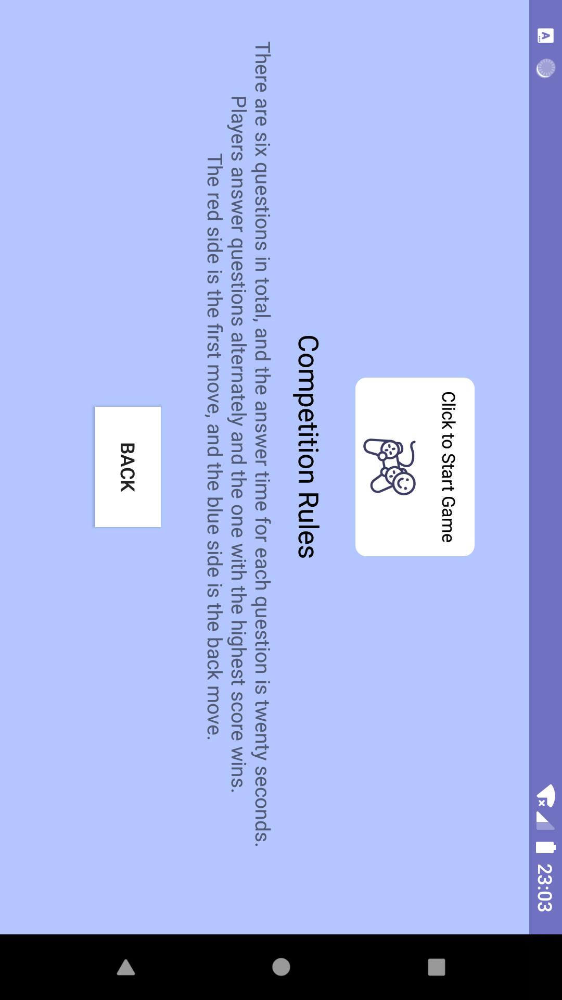 23:03
Click to Start Game
Competition Rules
There are six questions in total, and the answer time for each question is twenty seconds.
Players answer questions alternately and the one with the highest score wins.
The red side is the first move, and the blue side is the back move.
BACK